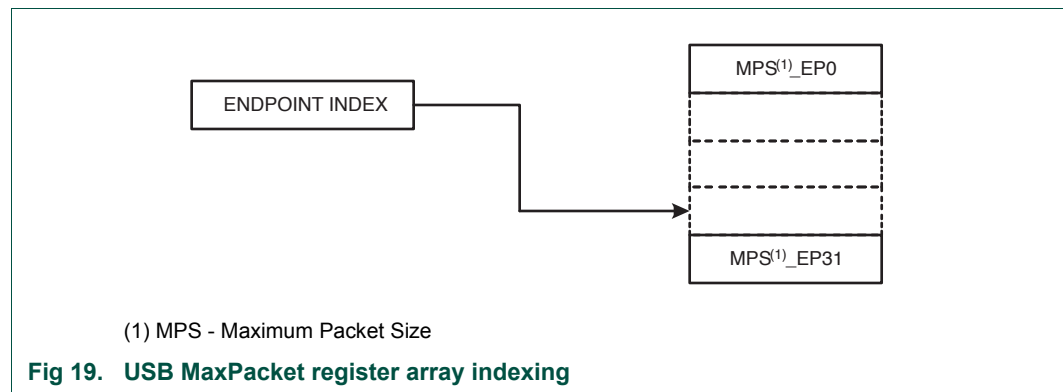 ENDPOINT INDEX
MPS(1)_EP0
MPS(1)_EP31
(1) MPS - Maximum Packet Size
Fig 19. USB MaxPacket register array indexing